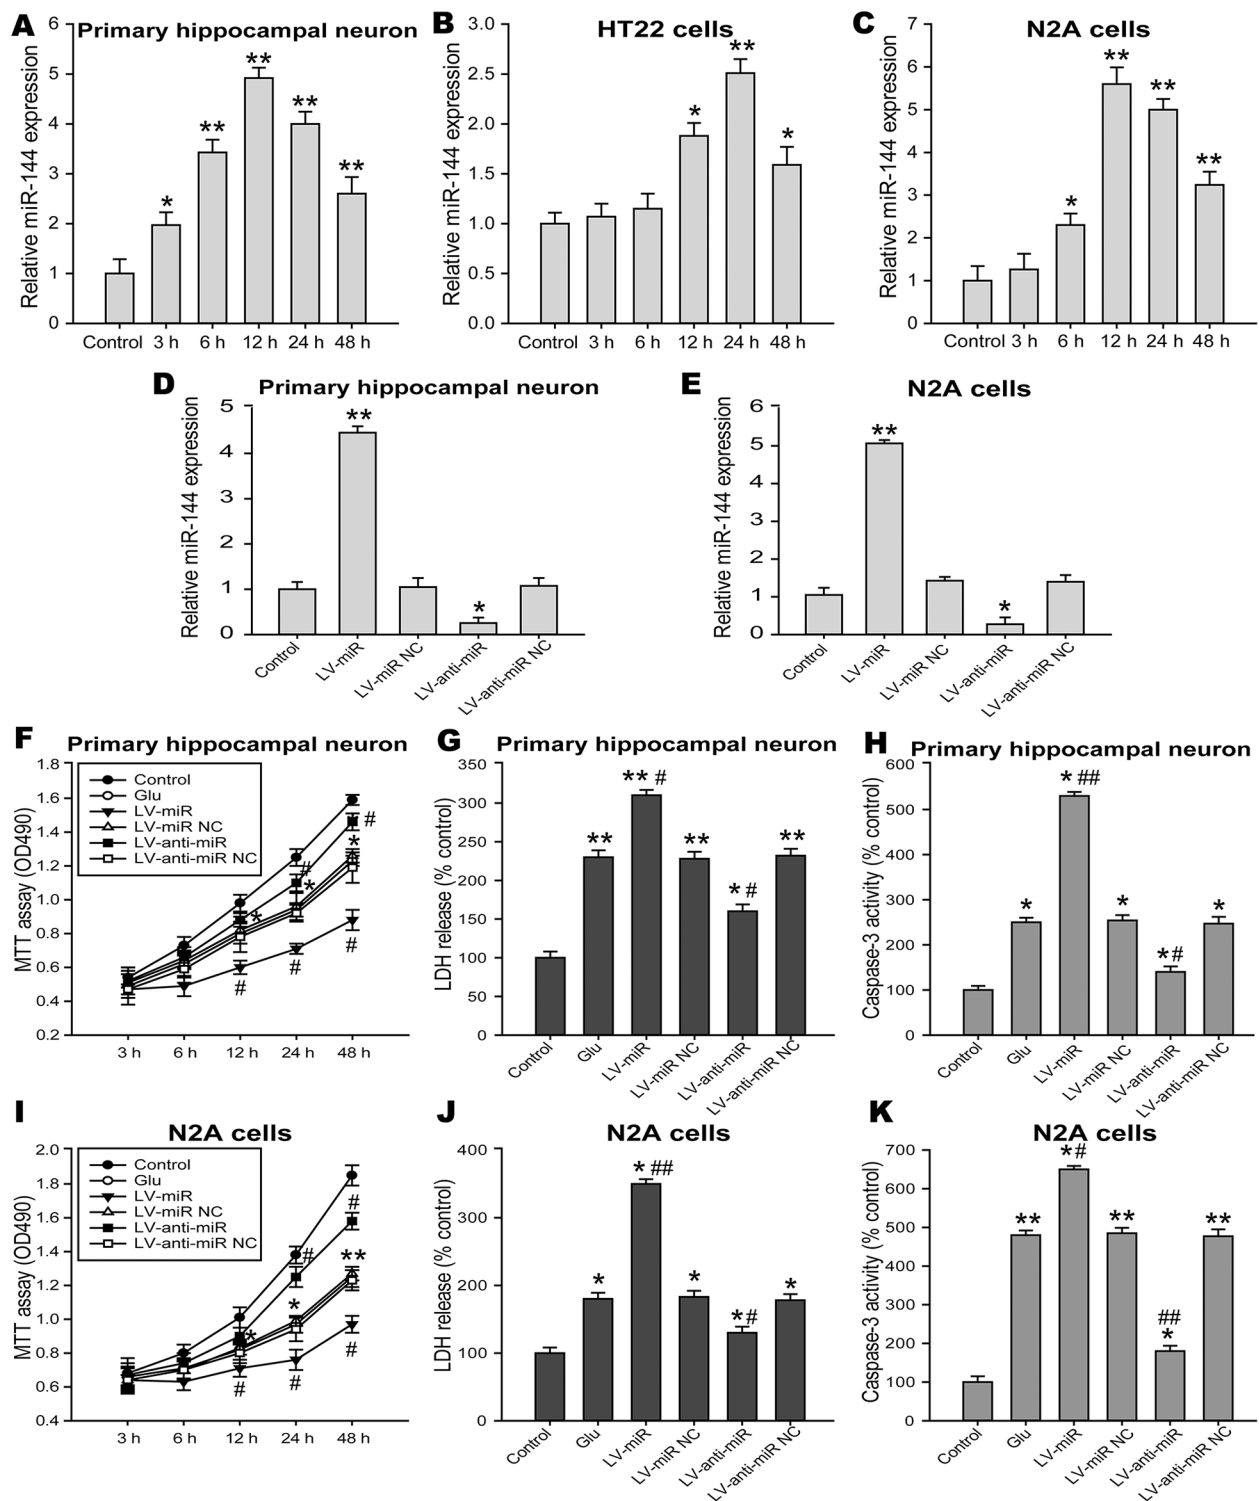 A Primary hippocampal neuron
Relative miR-144 expression
6
5
4
3
2
1
0
** 
** **
**
**
*
Control 3 h 6 h 12 h 24 h 48 h
B HT22 cells
Relative miR-144 expression
3.0
2.5
2.0
1.5
1.0
0.5
0.0
* ** *
Control 3 h 6 h 12 h 24 h 48 h
C N2A cells
Relative miR-144 expression
7
6
5
4
3
2
1
0
* ** ** **
Control 3 h 6 h 12 h 24 h 48 h
D Primary hippocampal neuron
Relative miR-144 expression
5
4
3
2
1
0
** *
Control
LV-miR
LV-miR NC
LV-anti-miR
LV-anti-miR NC
E N2A cells
Relative miR-144 expression
6
5
4
3
2
1
0
** *
Control
LV-miR
LV-miR NC
LV-anti-miR
LV-anti-miR NC
F Primary hippocampal neuron
MTT assay (OD490)
1.8
1.6
1.4
1.2
1.0
0.8
0.6
0.4
0.2
Control
Glu
LV-miR
LV-miR NC
LV-anti-miR
LV-anti-miR NC
#
*
#
*
*
# # #
3 h 6 h 12 h 24 h 48 h
G Primary hippocampal neuron
LDH release (% control)
350
300
250
200
150
100
50
0
** ** # ** * # **
Control
Glu
LV-miR
LV-miR NC
LV-anti-miR
LV-anti-miR NC
H Primary hippocampal neuron
Caspase-3 activity (% control)
600
500
400
300
200
100
0
* * ## * *# *
Control
Glu
LV-miR
LV-miR NC
LV-anti-miR
LV-anti-miR NC
I N2A cells
MTT assay (OD490)
2.0
1.8
1.6
1.4
1.2
1.0
0.8
0.6
0.4
Control
Glu
LV-miR
LV-miR NC
LV-anti-miR
LV-anti-miR NC
#
#
**
*
*
# # #
3 h 6 h 12 h 24 h 48 h
J N2A cells
LDH release (% control)
400
300
200
100
0
* * ## * *# *
Control
Glu
LV-miR
LV-miR NC
LV-anti-miR
LV-anti-miR NC
K N2A cells
Caspase-3 activity (% control)
700
600
500
400
300
200
100
0
** *# ** ## * **
Control
Glu
LV-miR
LV-miR NC
LV-anti-miR
LV-anti-miR NC